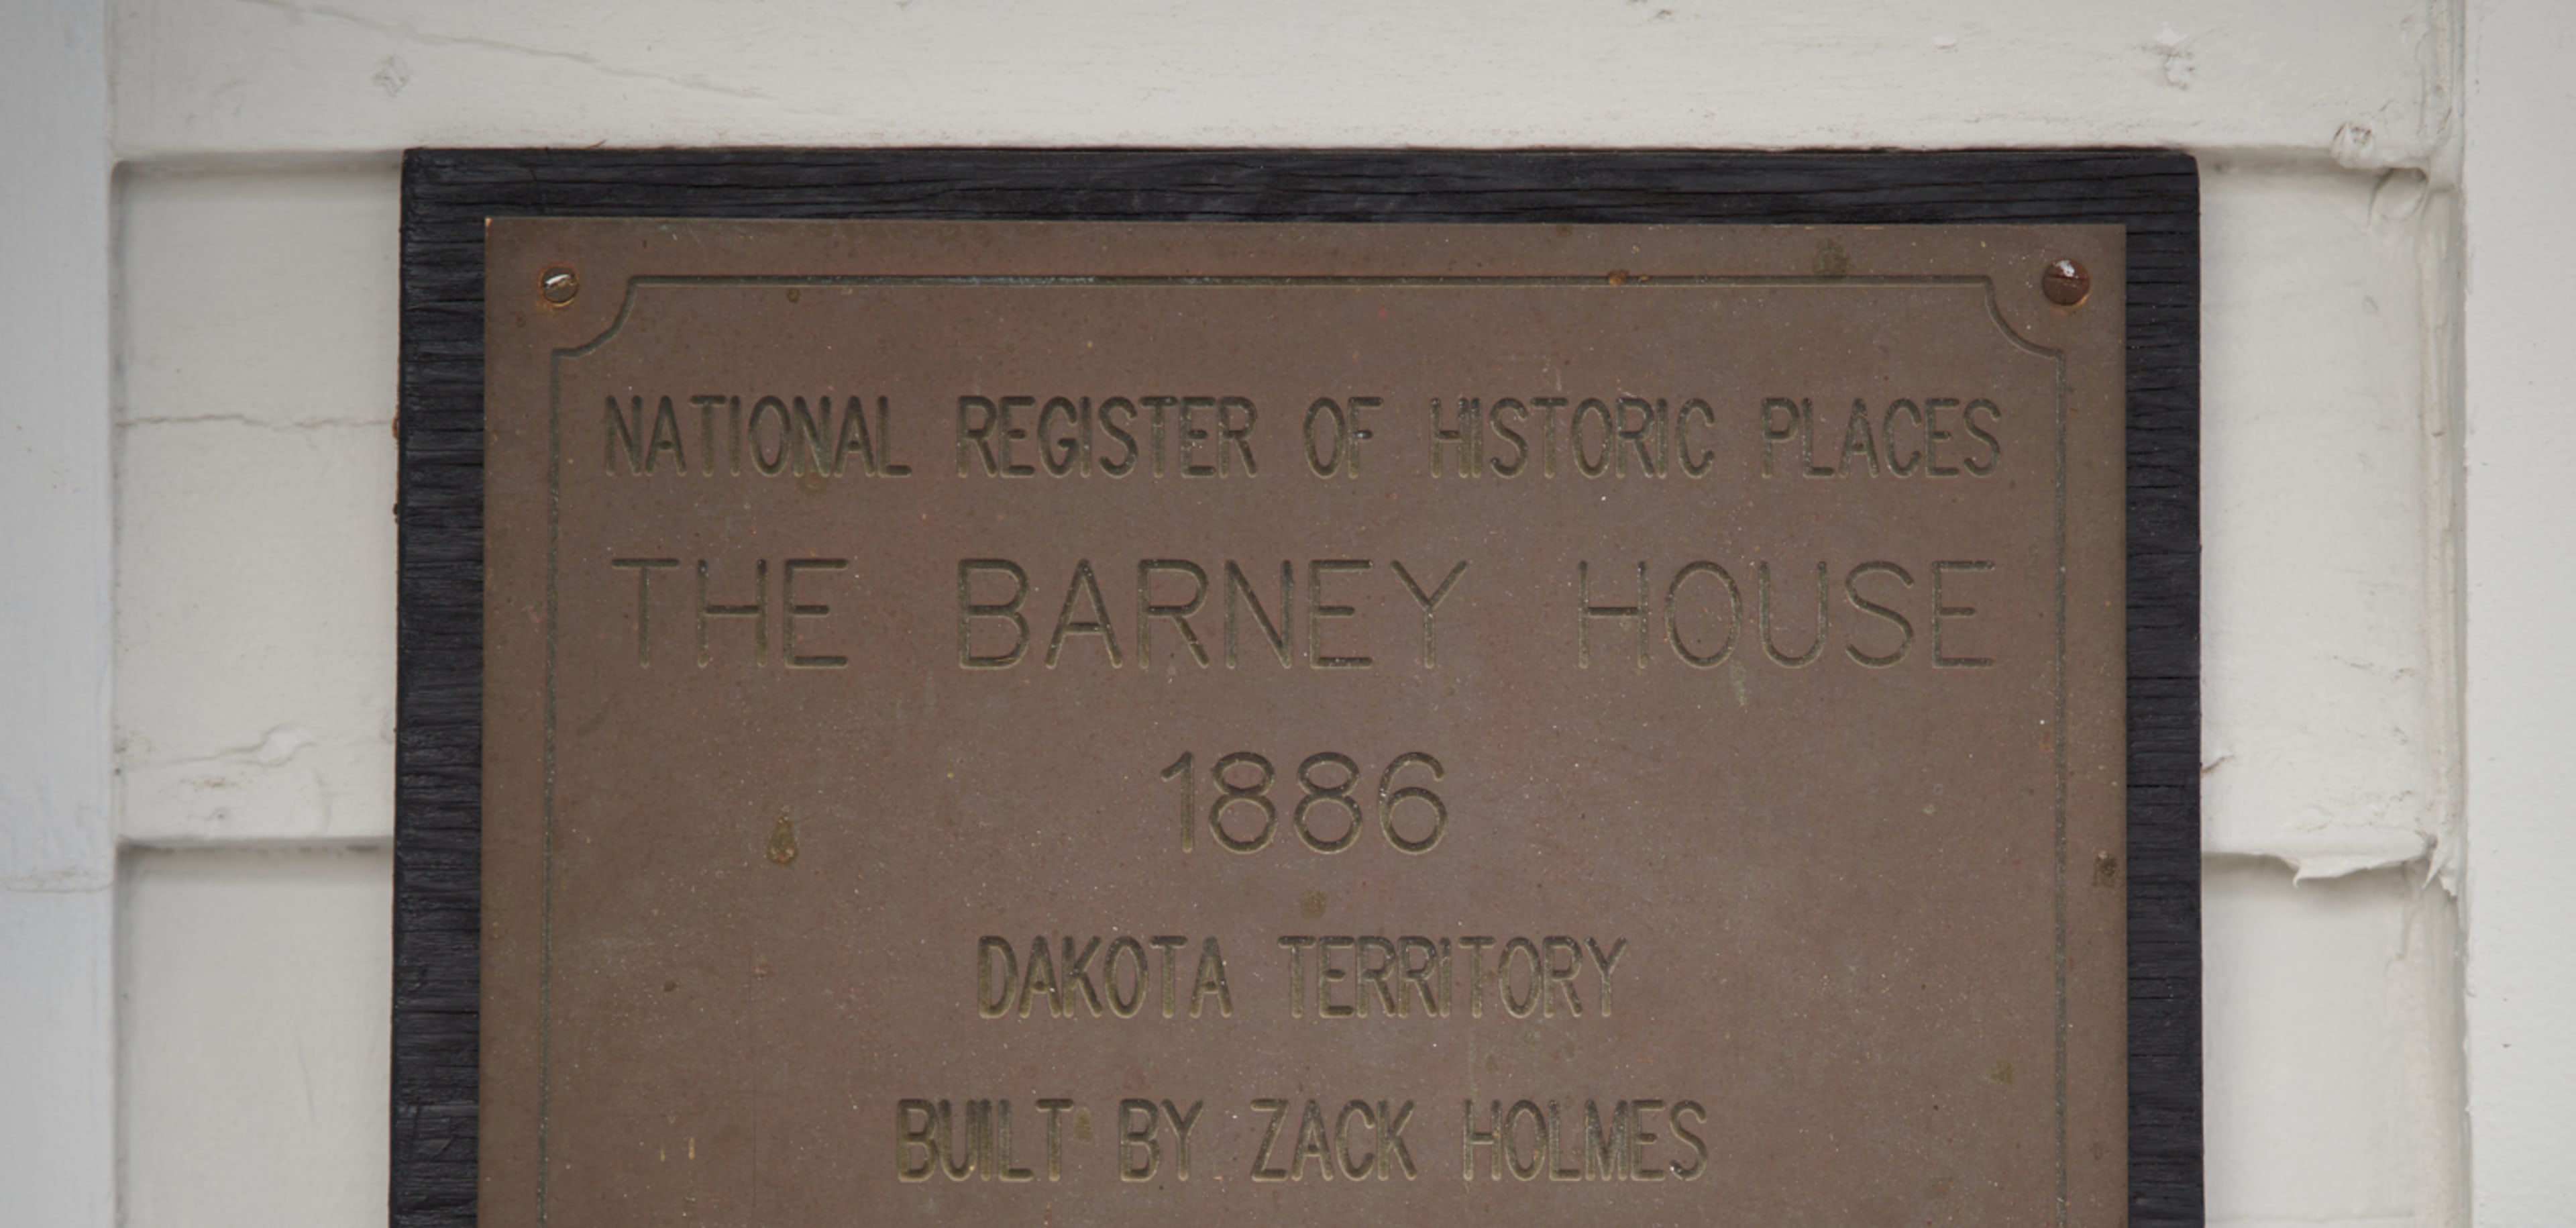 NATIONAL REGISTER OF HISTORIC PLACES
THE BARNEY HOUSE
1886
DAKOTA TERRITORY
BUILT BY ZACK HOLMES